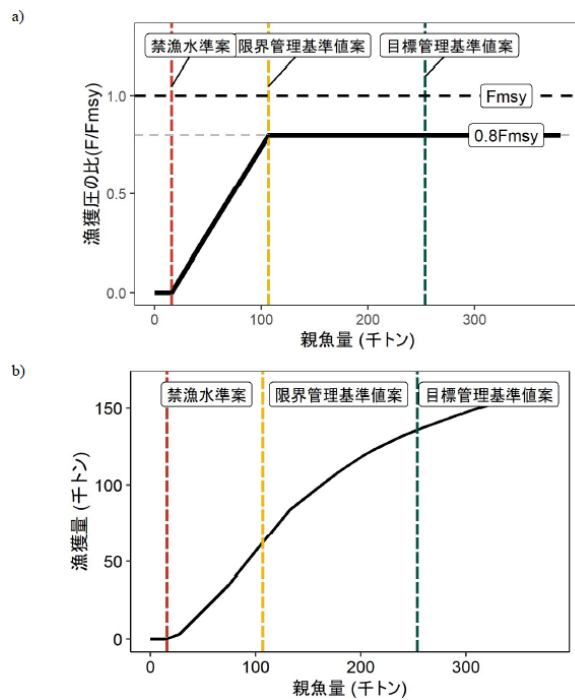 a)
禁漁水準案
限界管理基準値案
目標管理基準値案
Fmsy
0.8Fmsy
1.0
0.5
0.0
漁獲圧の比(F/Fmsy)
0
100
200
300
親魚量 (千トン)
b)
禁漁水準案
限界管理基準値案
目標管理基準値案
150
100
50
0
漁獲量 (千トン)
0
100
200
300
親魚量 (千トン)